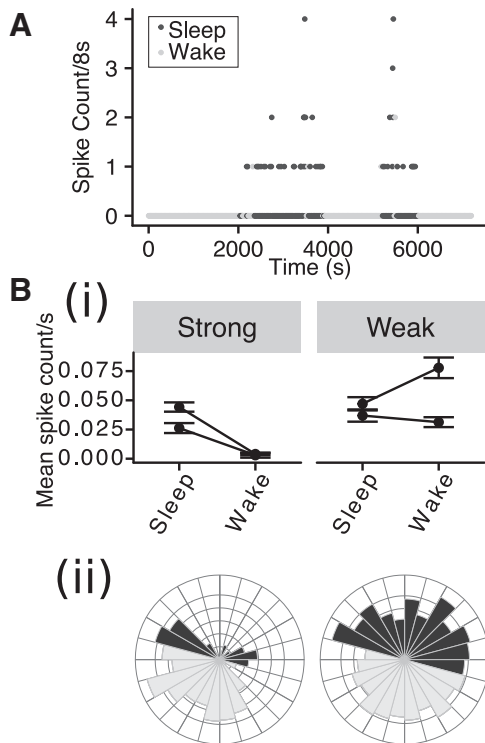 A
Sleep
Wake
Spike Count/8s
4
3
2
1
0
0
2000
4000
6000
Time (s)
B
(i)
Strong
Weak
Mean spike count/s
0.075
0.050
0.025
0.000
Sleep
Wake
Sleep
Wake
(ii)